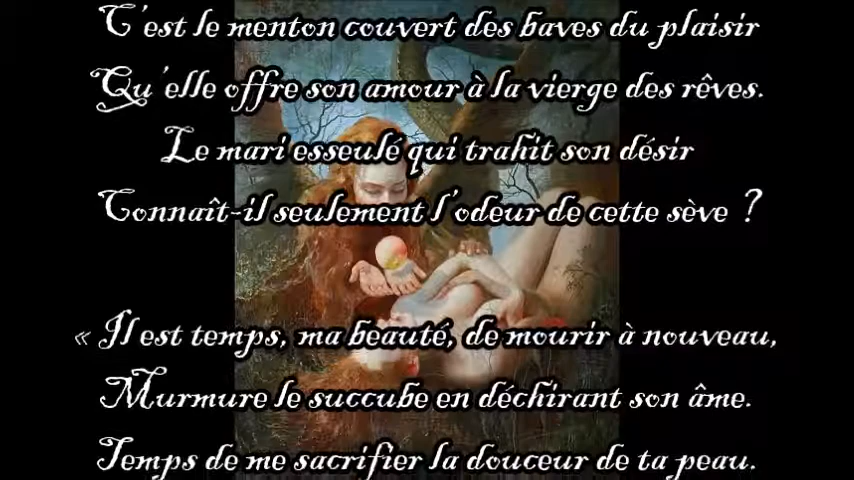 C'est le menton couvert des baves du plaisir
Qu'elle offre son amour à la vierge des rêves.
Le mari esseulé qui trahit son désir
Connaît-il seulement l'odeur de cette sève ?
« Il est temps, ma beauté, de mourir à nouveau,
Murmure le succube en déchirant son âme.
Temps de me sacrifier la douceur de ta peau.